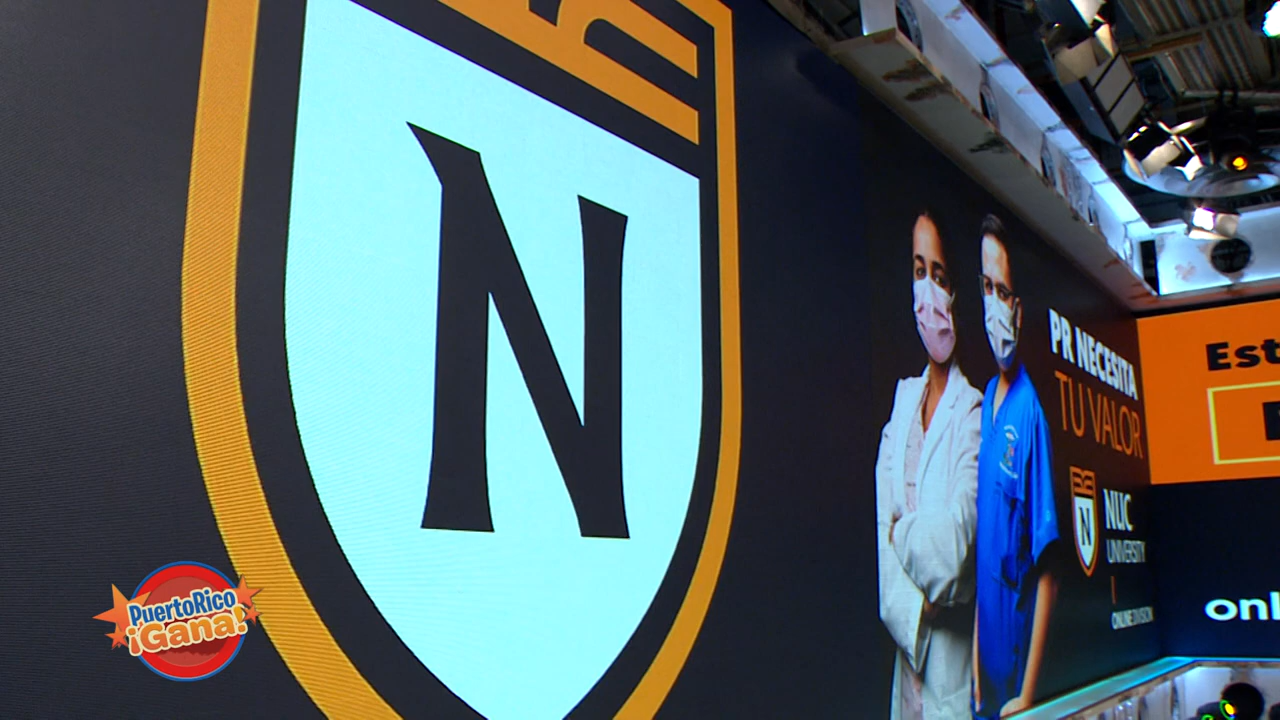 N
PR NECESITA
TU VALOR
N
NUC
UNIVERSITY
ONLINE DIVISION
Est
onl
PuertoRico
¡Gana!